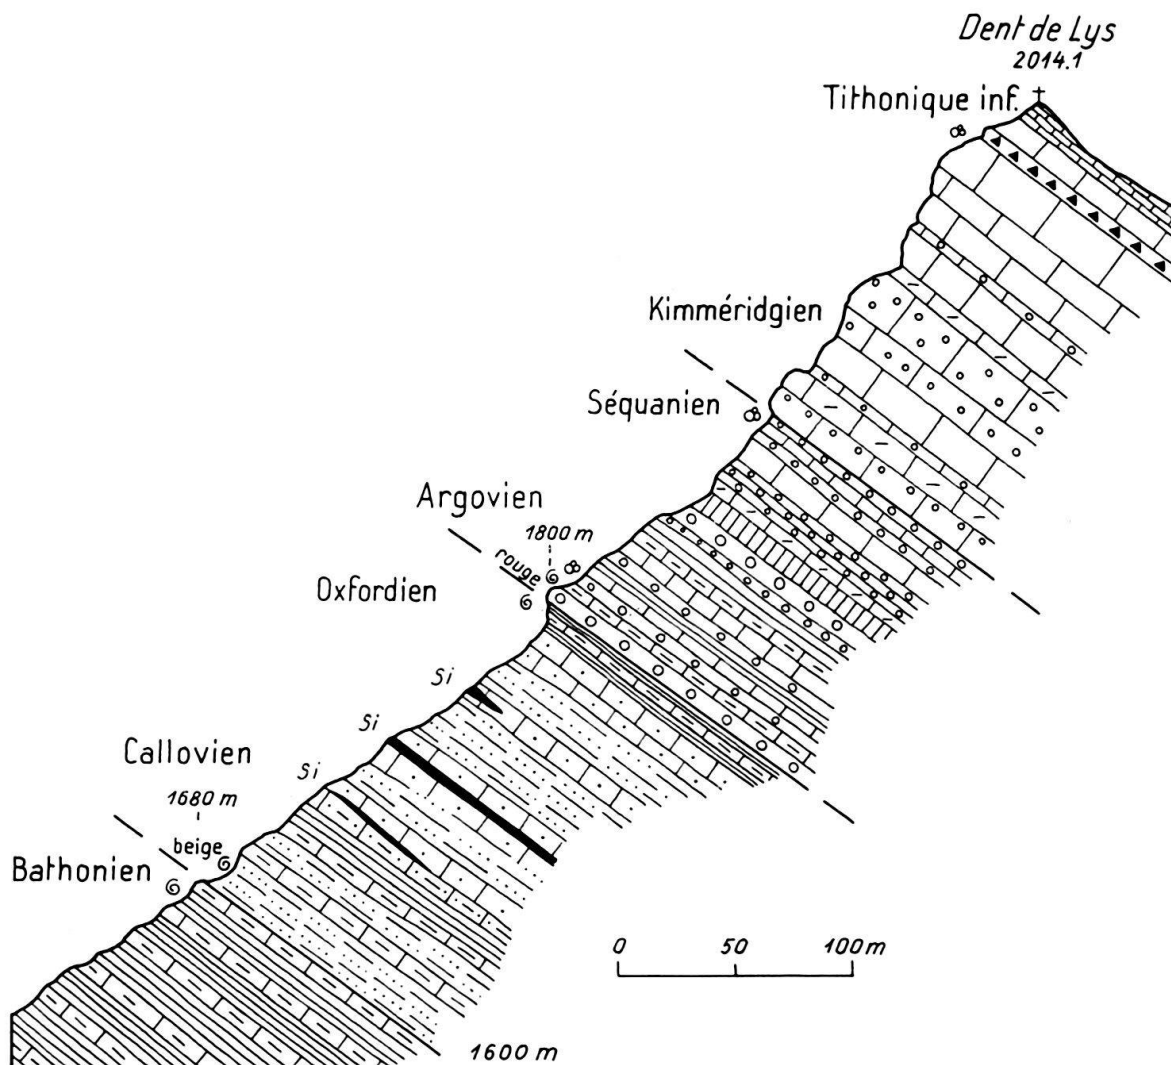 Dent de Lys
2014.1
Tithonique inf.
Kimméridgien
Séquanien
Argovien
1800 m
rouge
Oxfordien
Si
Si
Callovien
Si
1680 m
beige
Bathonien
0 50 100 m
1600 m